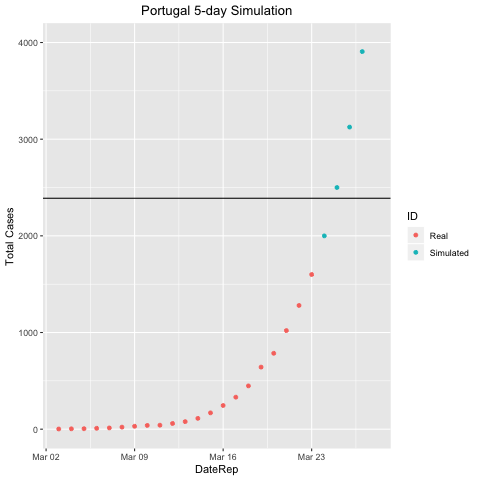 Portugal 5-day Simulation
4000
3000
2000
1000
0
Total Cases
Mar 02
Mar 09
Mar 16
Mar 23
DateRep
ID
Real
Simulated